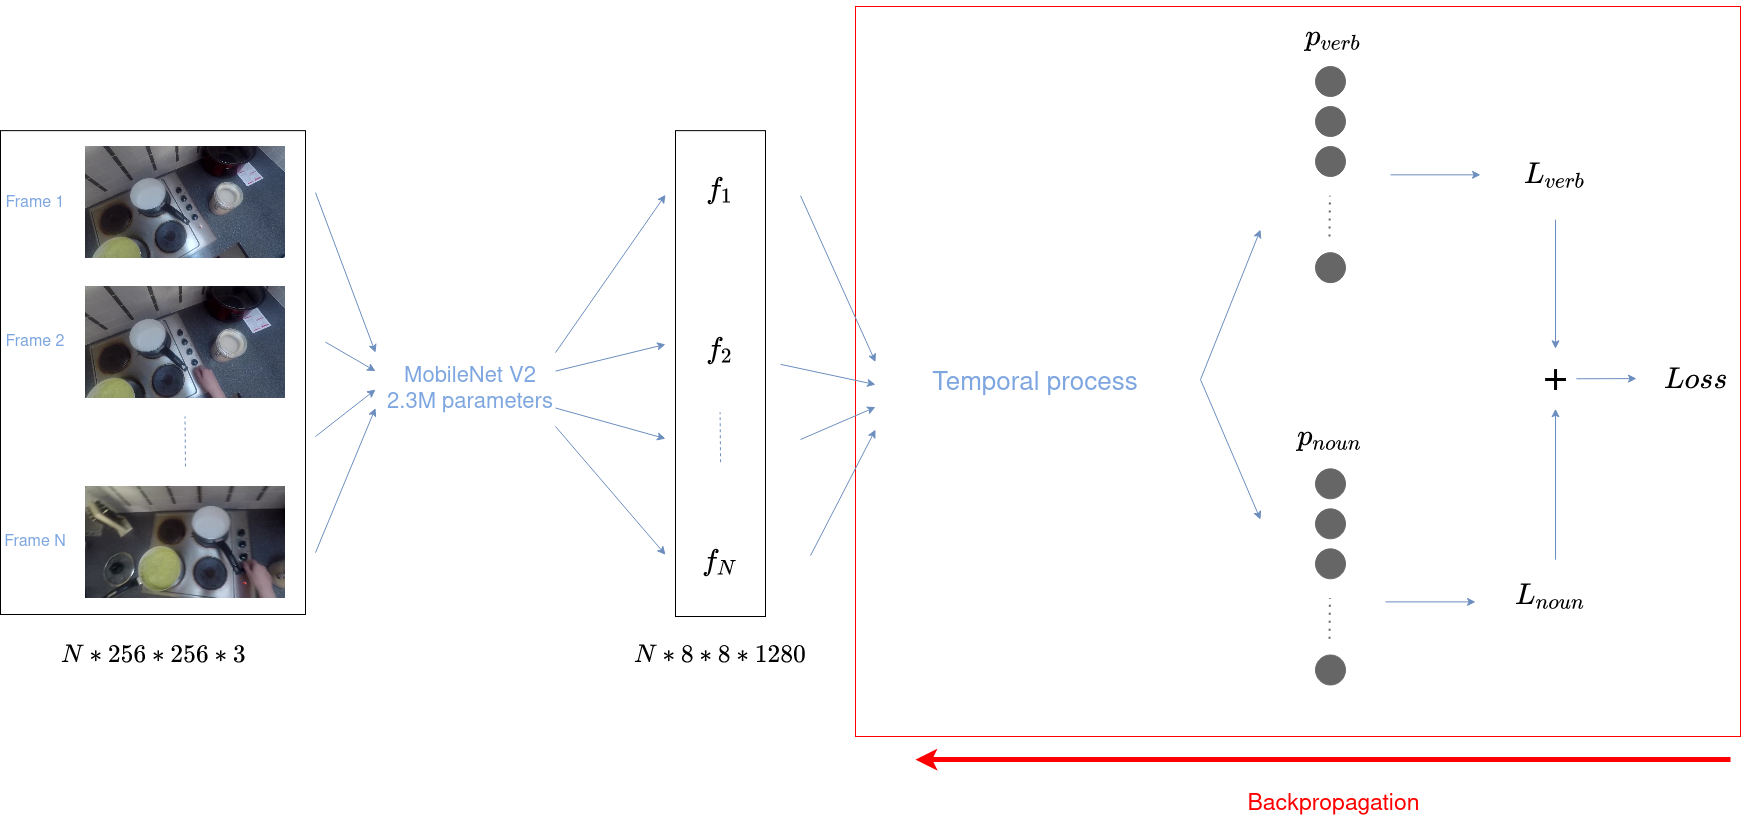 Frame 1
Frame 2
Frame N
N * 256 * 256 * 3
MobileNet V2
2.3M parameters
f_1
f_2
f_N
N * 8 * 8 * 1280
Temporal process
p_{verb}
p_{noun}
L_{verb}
+
Loss
L_{noun}
Backpropagation